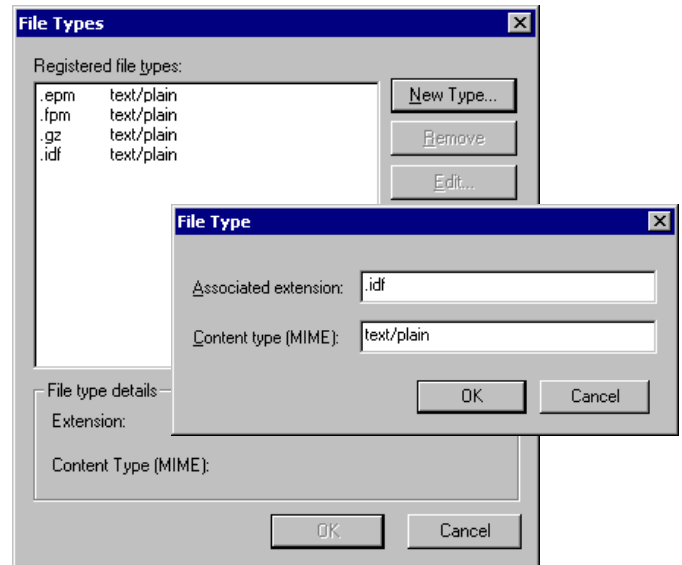 File Types
Registered file types:
.epm text/plain
.fpm text/plain
.gz text/plain
.idf text/plain
New Type...
Remove
Edit...
File Type
Associated extension: .idf
Content type (MIME): text/plain
OK Cancel
File type details
Extension:
Content Type (MIME):
OK Cancel